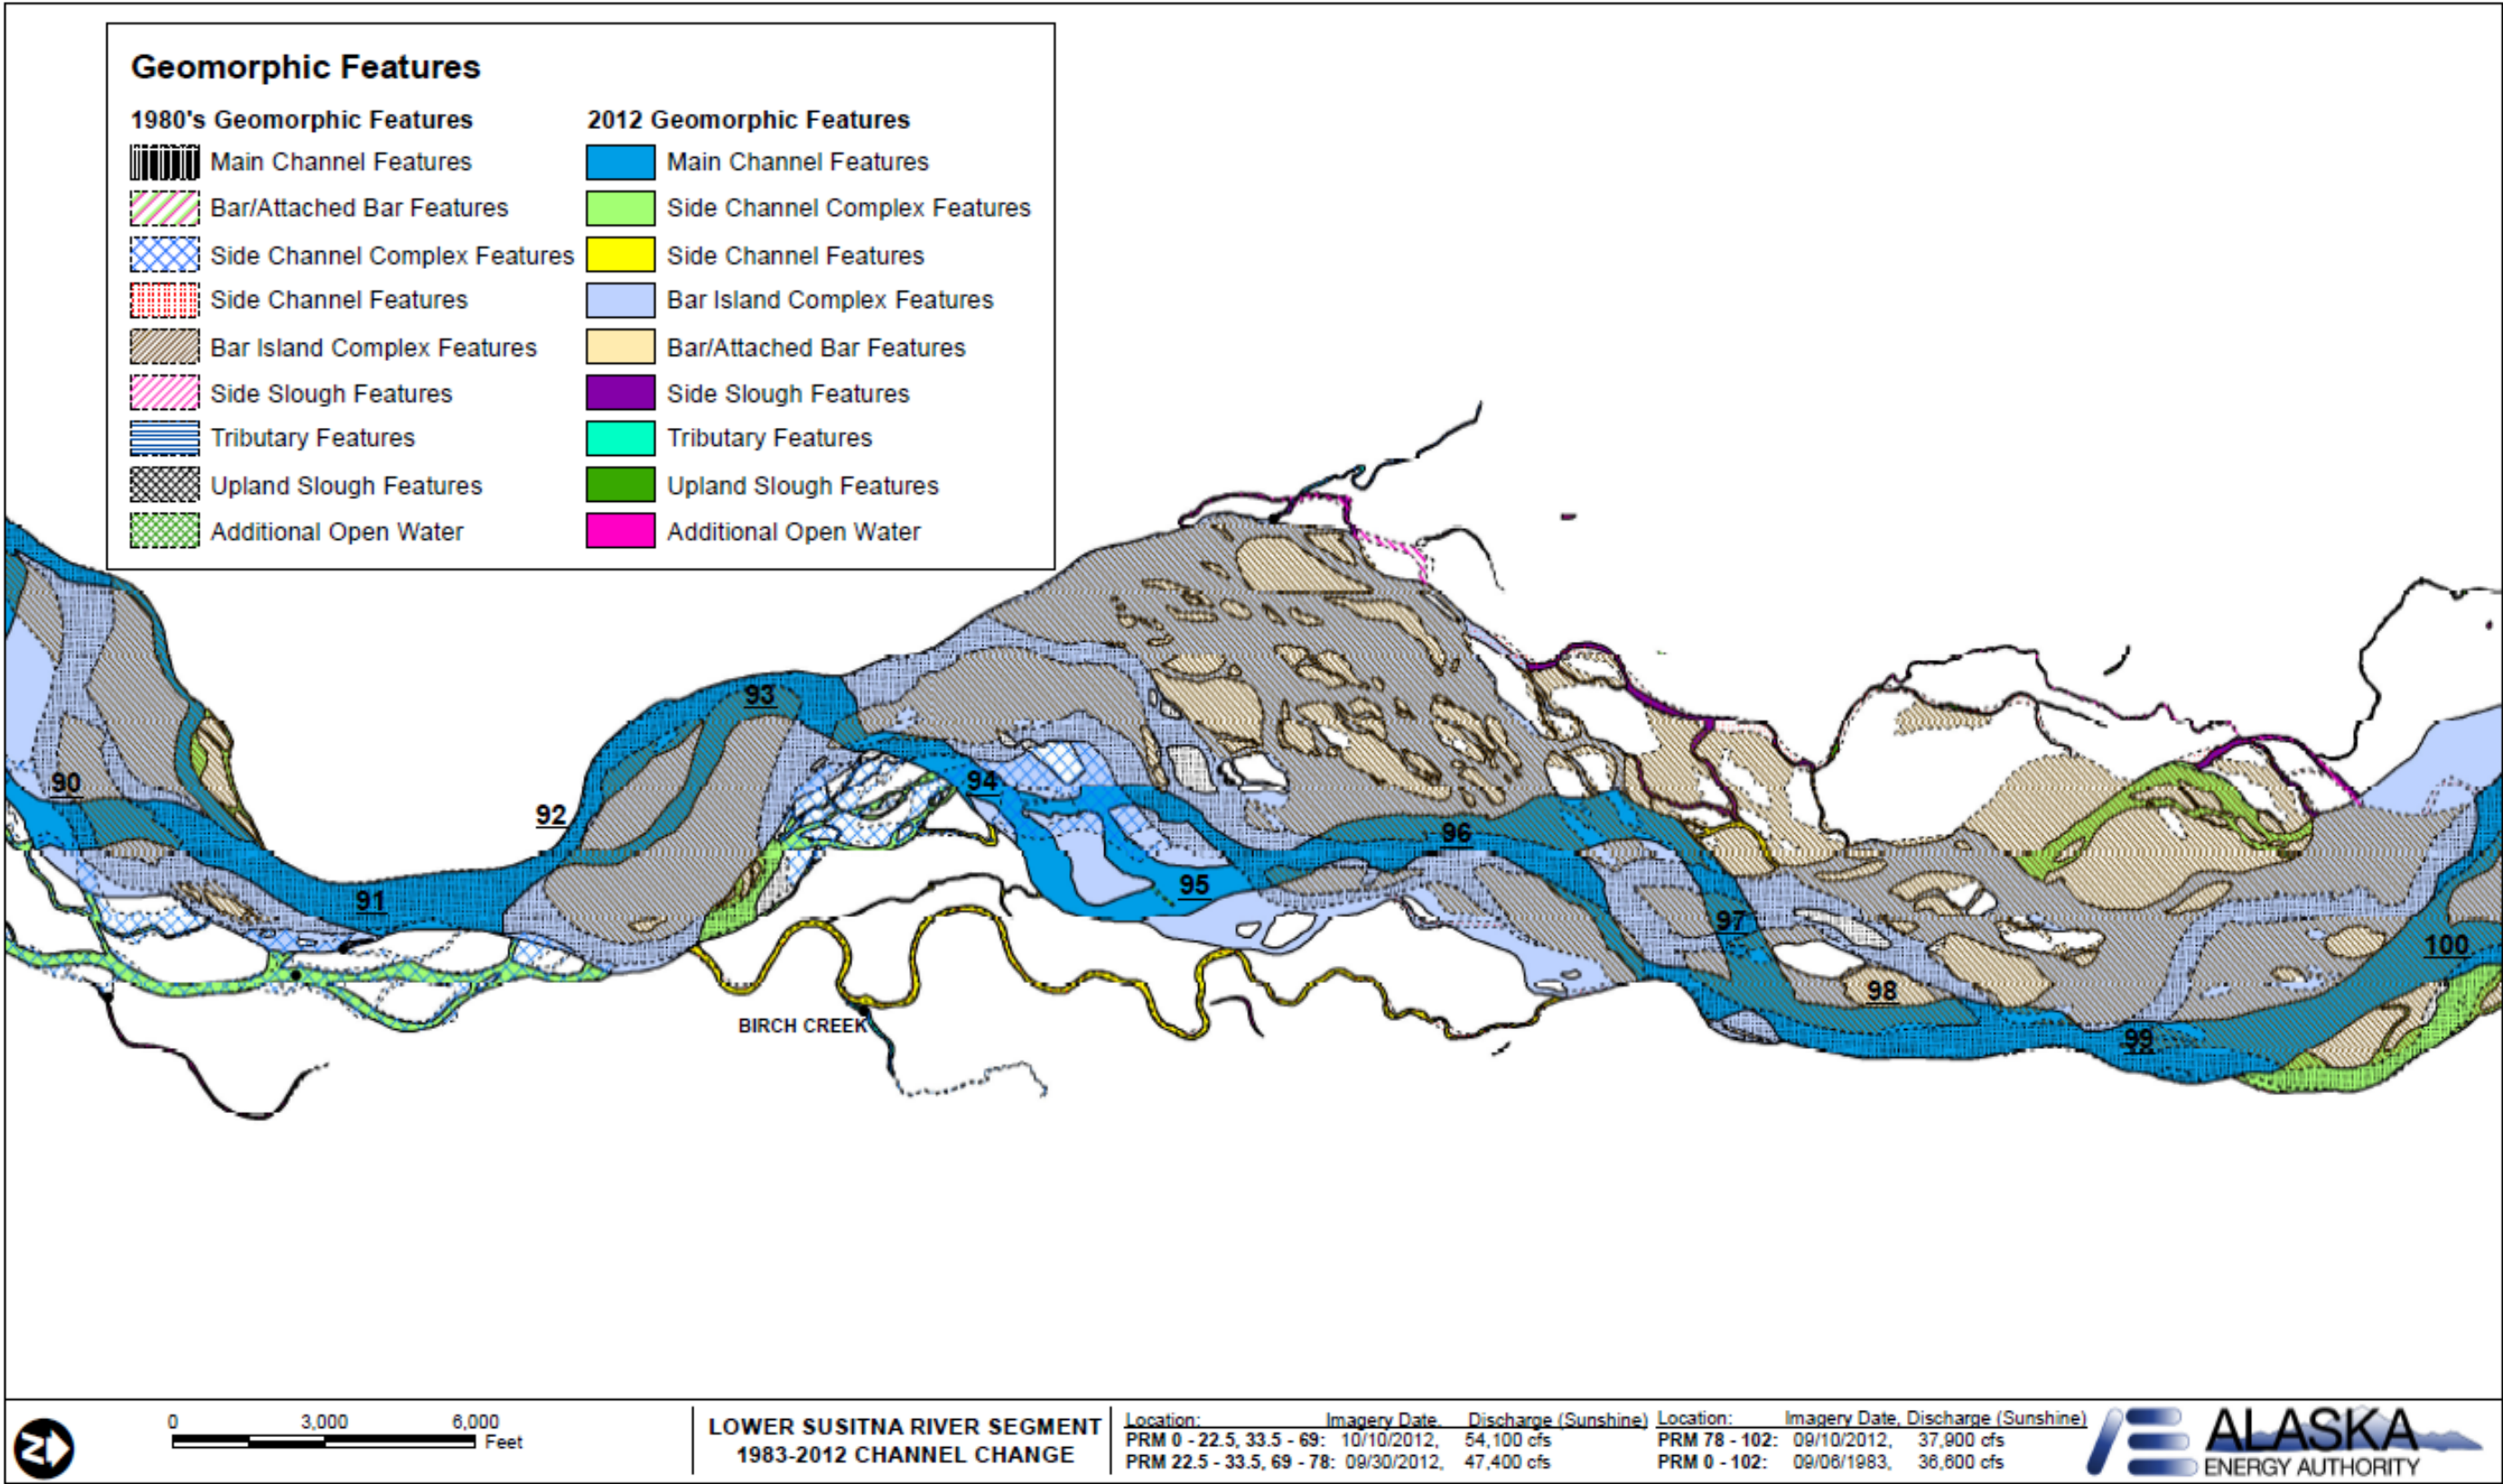 Geomorphic Features
1980's Geomorphic Features
Main Channel Features
Bar/Attached Bar Features
Side Channel Complex Features
Side Channel Features
Bar Island Complex Features
Side Slough Features
Tributary Features
Upland Slough Features
Additional Open Water
2012 Geomorphic Features
Main Channel Features
Side Channel Complex Features
Side Channel Features
Bar Island Complex Features
Bar/Attached Bar Features
Side Slough Features
Tributary Features
Upland Slough Features
Additional Open Water
90
91
92
93
94
95
96
97
98
99
100
BIRCH CREEK
N
0 3,000 6,000
Feet
LOWER SUSITNA RIVER SEGMENT
1983-2012 CHANNEL CHANGE
Location: Imagery Date, Discharge (Sunshine)
PRM 0 - 22.5, 33.5 - 69: 10/10/2012, 54,100 cfs
PRM 22.5 - 33.5, 69 - 78: 09/30/2012, 47,400 cfs
Location: Imagery Date, Discharge (Sunshine)
PRM 78 - 102: 09/10/2012, 37,900 cfs
PRM 0 - 102: 09/06/1983, 36,600 cfs
ALASKA
ENERGY AUTHORITY